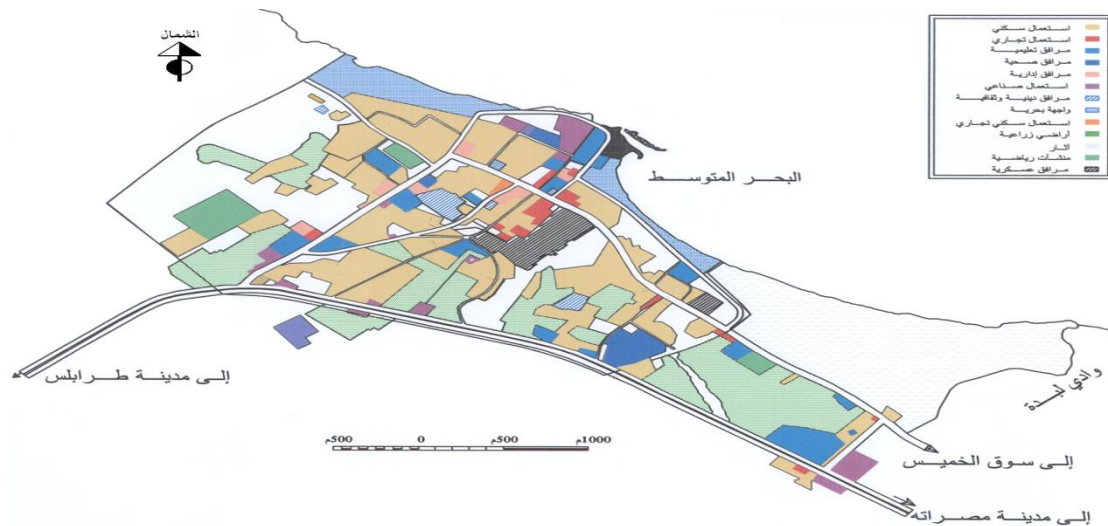 الشمال
استعمال سكني
استعمال تجاري
مرافق تعليمية
مرافق صحية
مرافق إدارية
استعمال صناعي
مرافق دينية وثقافية
واجهة بحرية
استعمال سكني تجاري
أراضي زراعية
آثار
منشآت رياضية
مرافق عسكرية
البحر المتوسط
وادي لبدة
إلى مدينة طرابلس
إلى سوق الخميس
إلى مدينة مصراته
500م 0 500م 1000م